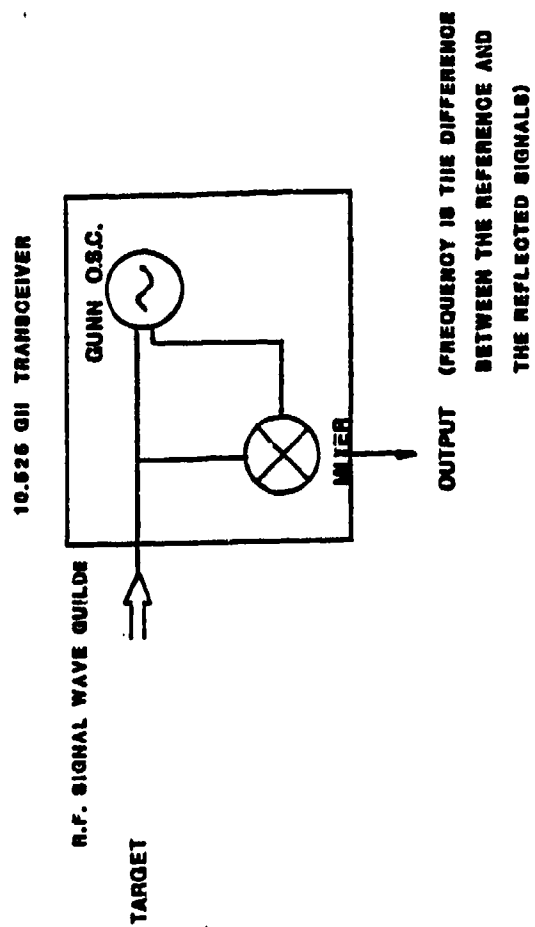 10.525 GH TRANSCEIVER
GUNN O.S.C.
R.F. SIGNAL WAVE GUILDE
TARGET
MIXER
OUTPUT (FREQUENCY IS THE DIFFERENCE
BETWEEN THE REFERENCE AND
THE REFLECTED SIGNALS)